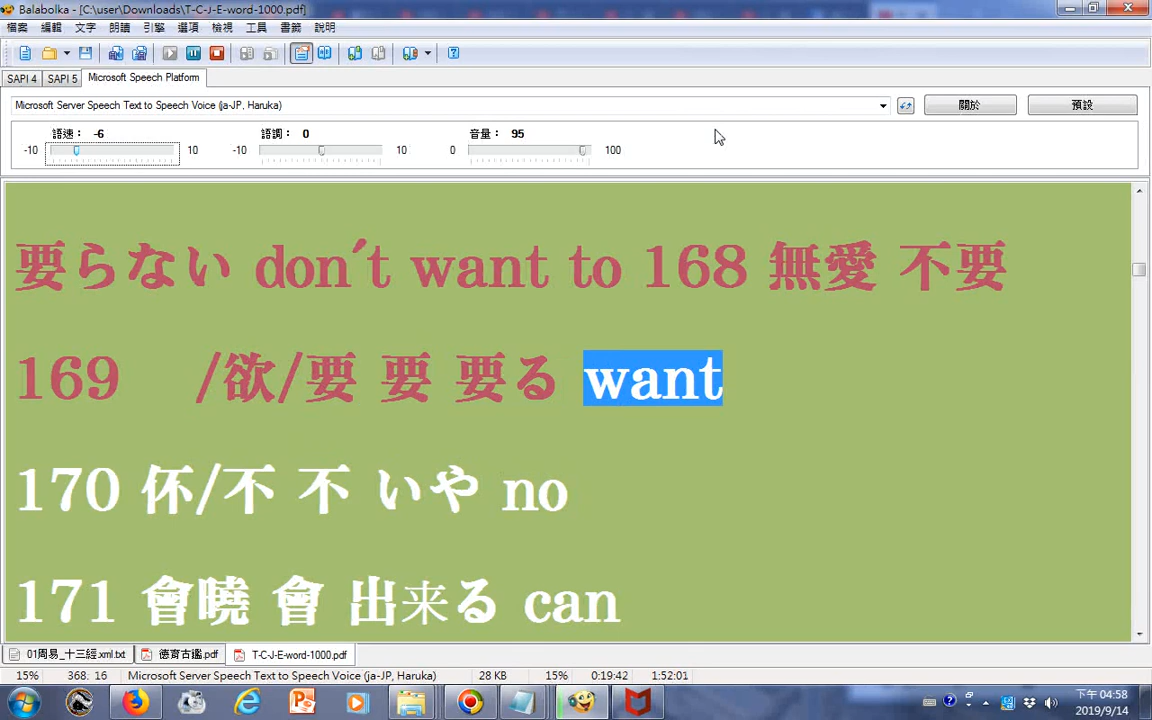 Balabolka - [C:\user\Downloads\T-C-J-E-word-1000.pdf]
檔案 編輯 文字 朗讀 引擎 選項 檢視 工具 書籤 說明
SAPI 4 SAPI 5 Microsoft Speech Platform
Microsoft Server Speech Text to Speech Voice (ja-JP, Haruka) 關於 預設
語速： -6 語調： 0 音量： 95
-10 10 -10 10 0 100
要らない don't want to 168 無愛 不要
169 /欲/要 要 要る want
170 伓/不 不 いや no
171 會曉 會 出来る can
01周易_十三經.xml.txt 德育古鑑.pdf T-C-J-E-word-1000.pdf
15% 368: 16 Microsoft Server Speech Text to Speech Voice (ja-JP, Haruka) 28 KB 15% 0:19:42 1:52:01
下午 04:58
2019/9/14